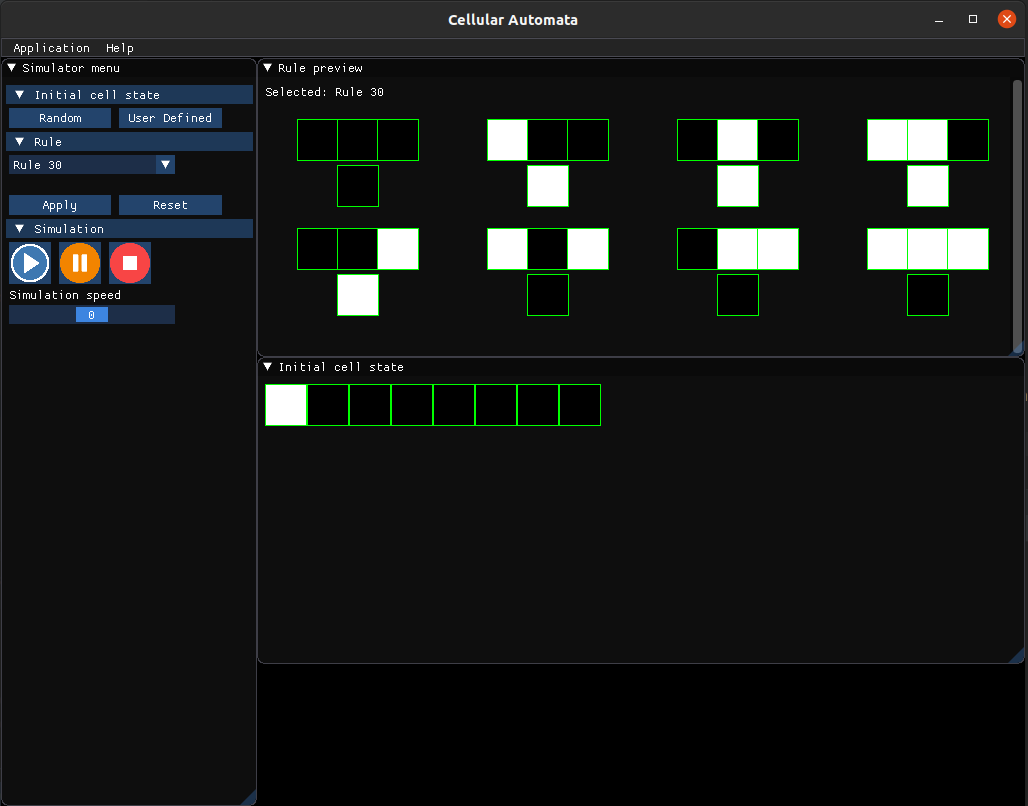 Cellular Automata
Application Help
Simulator menu
Initial cell state
Random User Defined
Rule
Rule 30
Apply Reset
Simulation
Simulation speed
0
Rule preview
Selected: Rule 30
Initial cell state